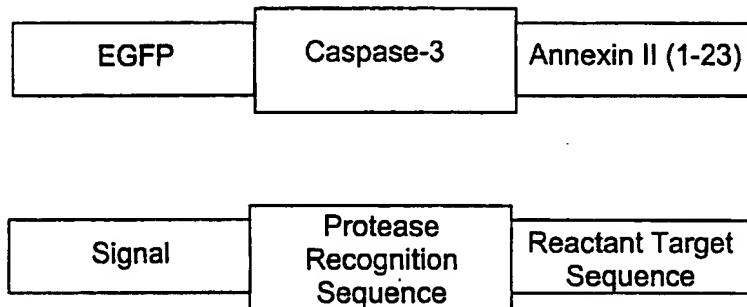 EGFP
Caspase-3
Annexin II (1-23)
Signal
Protease
Recognition
Sequence
Reactant Target
Sequence